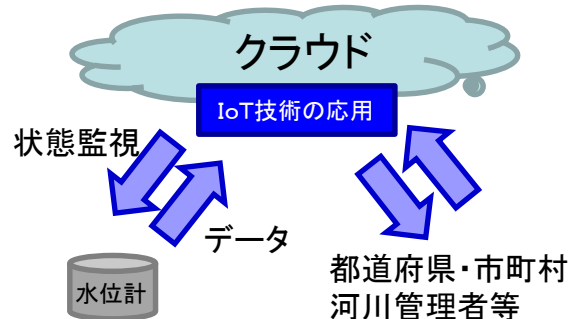 クラウド
IoT技術の応用
状態監視
データ
水位計
都道府県・市町村
河川管理者等